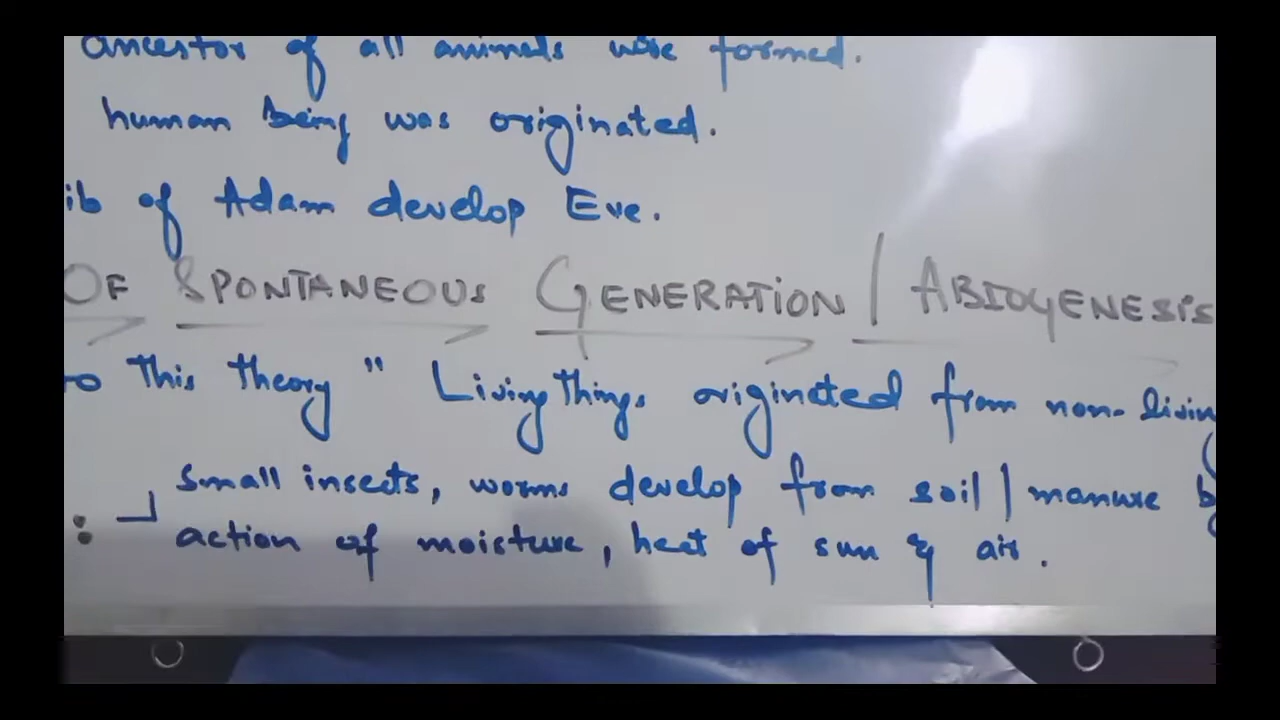 ancestor of all animals were formed.
human being was originated.
ib of Adam develop Eve.
OF SPONTANEOUS GENERATION / ABIOGENESIS
to this theory " Living things originated from non-living
small insects, worms develop from soil / manure by
: action of moisture, heat of sun & air.